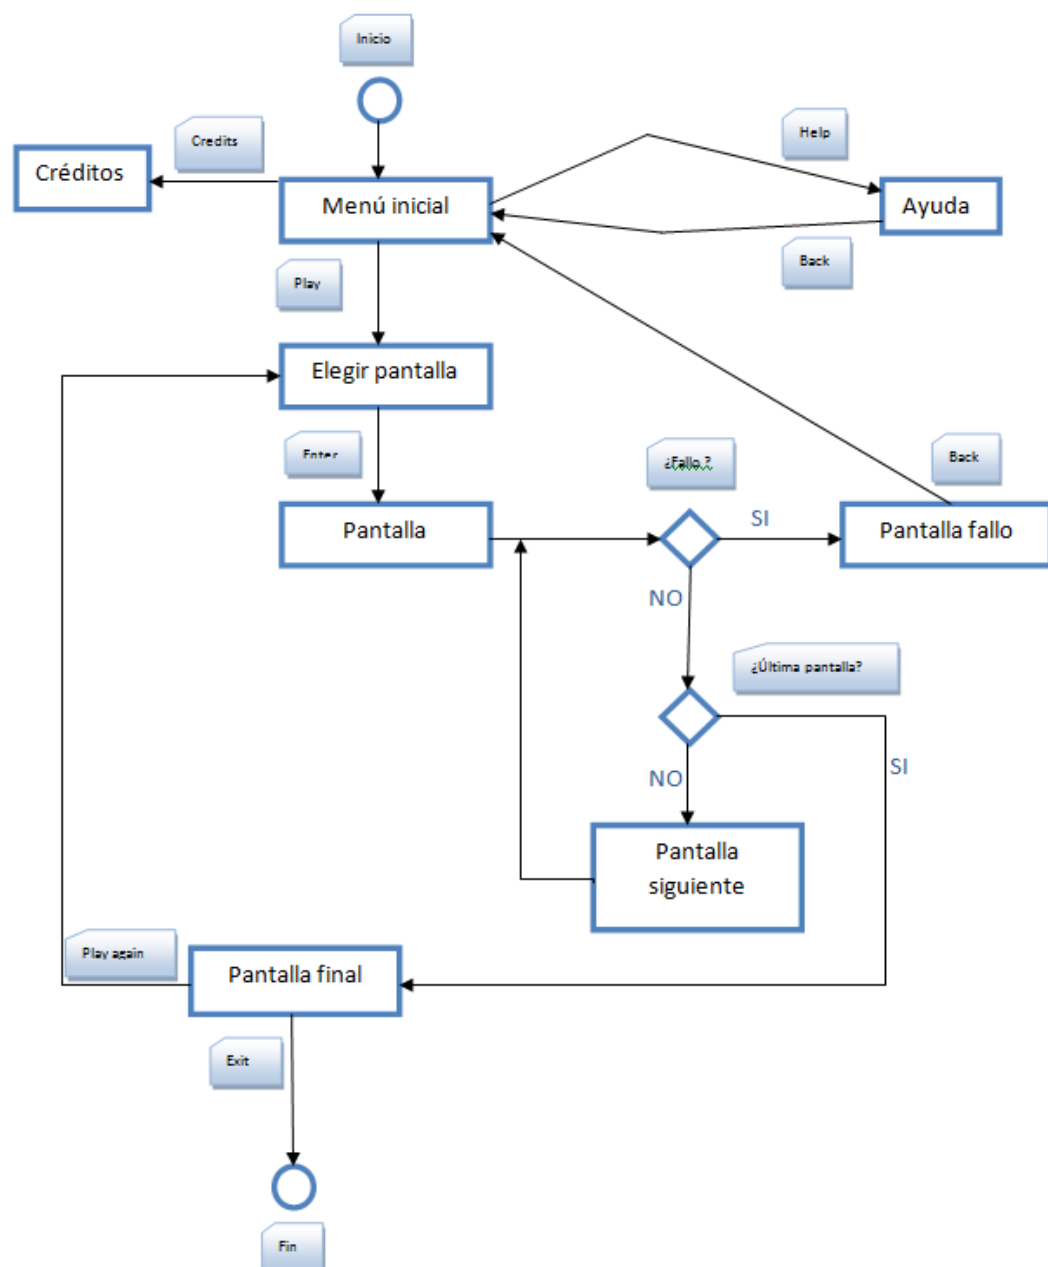 Inicio
Credits
Help
Créditos
Menú inicial
Ayuda
Back
Play
Elegir pantalla
Enter
¿Fallo ?
Back
Pantalla
SI
Pantalla fallo
NO
¿Última pantalla?
NO
SI
Pantalla
siguiente
Play again
Pantalla final
Exit
Fin